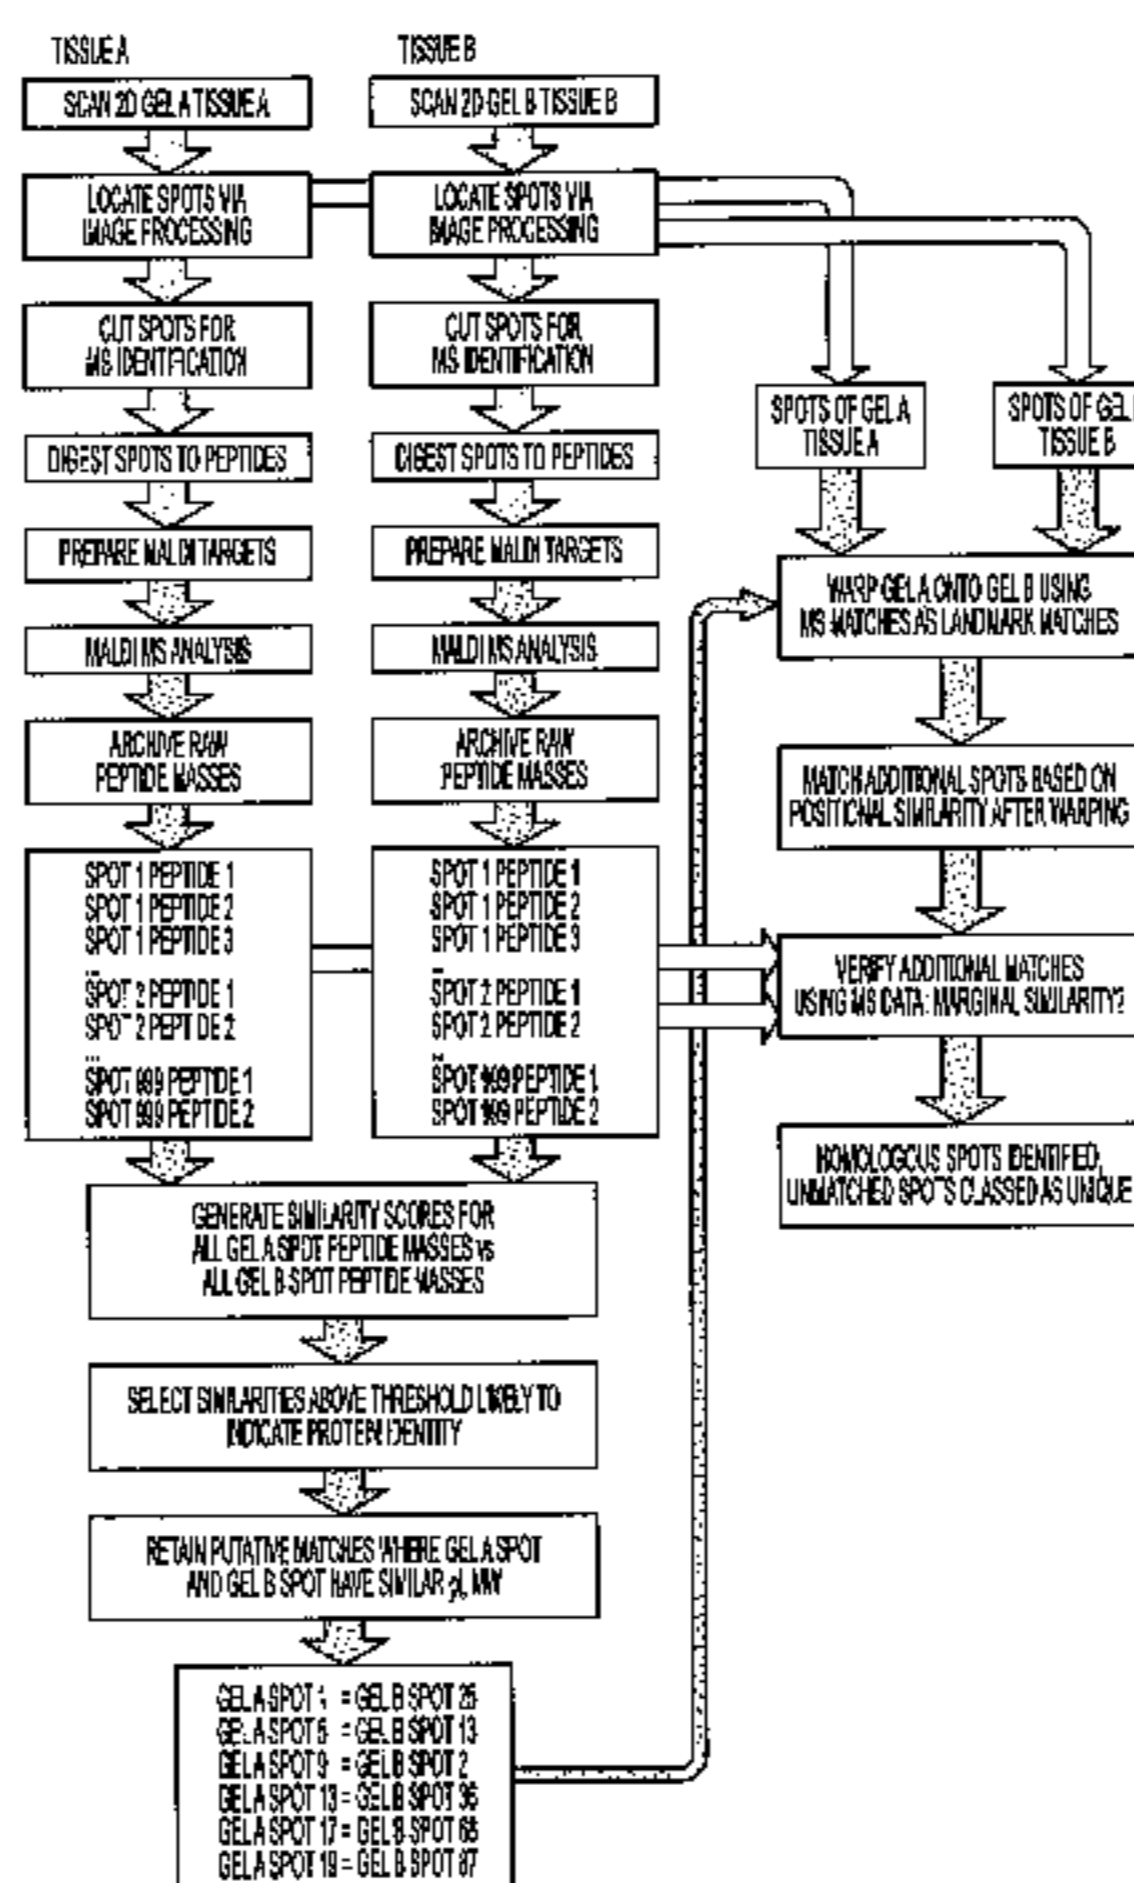 TISSUE A
SCAN 2D GEL A TISSUE A
LOCATE SPOTS VIA
IMAGE PROCESSING
CUT SPOTS FOR
MS IDENTIFICATION
DIGEST SPOTS TO PEPTIDES
PREPARE MALDI TARGETS
MALDI MS ANALYSIS
ARCHIVE RAW
PEPTIDE MASSES
SPOT 1 PEPTIDE 1
SPOT 1 PEPTIDE 2
SPOT 1 PEPTIDE 3
...
SPOT 2 PEPTIDE 1
SPOT 2 PEPTIDE 2
...
SPOT 999 PEPTIDE 1
SPOT 999 PEPTIDE 2
TISSUE B
SCAN 2D GEL B TISSUE B
LOCATE SPOTS VIA
IMAGE PROCESSING
CUT SPOTS FOR
MS IDENTIFICATION
DIGEST SPOTS TO PEPTIDES
PREPARE MALDI TARGETS
MALDI MS ANALYSIS
ARCHIVE RAW
PEPTIDE MASSES
SPOT 1 PEPTIDE 1
SPOT 1 PEPTIDE 2
SPOT 1 PEPTIDE 3
...
SPOT 2 PEPTIDE 1
SPOT 2 PEPTIDE 2
...
SPOT 999 PEPTIDE 1
SPOT 999 PEPTIDE 2
GENERATE SIMILARITY SCORES FOR
ALL GEL A SPOT PEPTIDE MASSES vs
ALL GEL B SPOT PEPTIDE MASSES
SELECT SIMILARITIES ABOVE THRESHOLD LIKELY TO
INDICATE PROTEIN IDENTITY
RETAIN PUTATIVE MATCHES WHERE GEL A SPOT
AND GEL B SPOT HAVE SIMILAR pI, MW
GEL A SPOT 1 = GEL B SPOT 25
GEL A SPOT = GEL B SPOT 13
GEL A SPOT 9 = GEL B SPOT 2
GEL A SPOT 13 = GEL B SPOT 36
GEL A SPOT 17 = GEL B SPOT 68
GEL A SPOT 19 = GEL B SPOT 87
SPOTS OF GEL A
TISSUE A
SPOTS OF GEL
TISSUE B
WARP GEL A ONTO GEL B USING
MS MATCHES AS LANDMARK MATCHES
MATCH ADDITIONAL SPOTS BASED ON
POSITIONAL SIMILARITY AFTER WARPING
VERIFY ADDITIONAL MATCHES
USING MS DATA: MARGINAL SIMILARITY?
HOMOLOGOUS SPOTS IDENTIFIED,
UNMATCHED SPOTS CLASSED AS UNIQUE